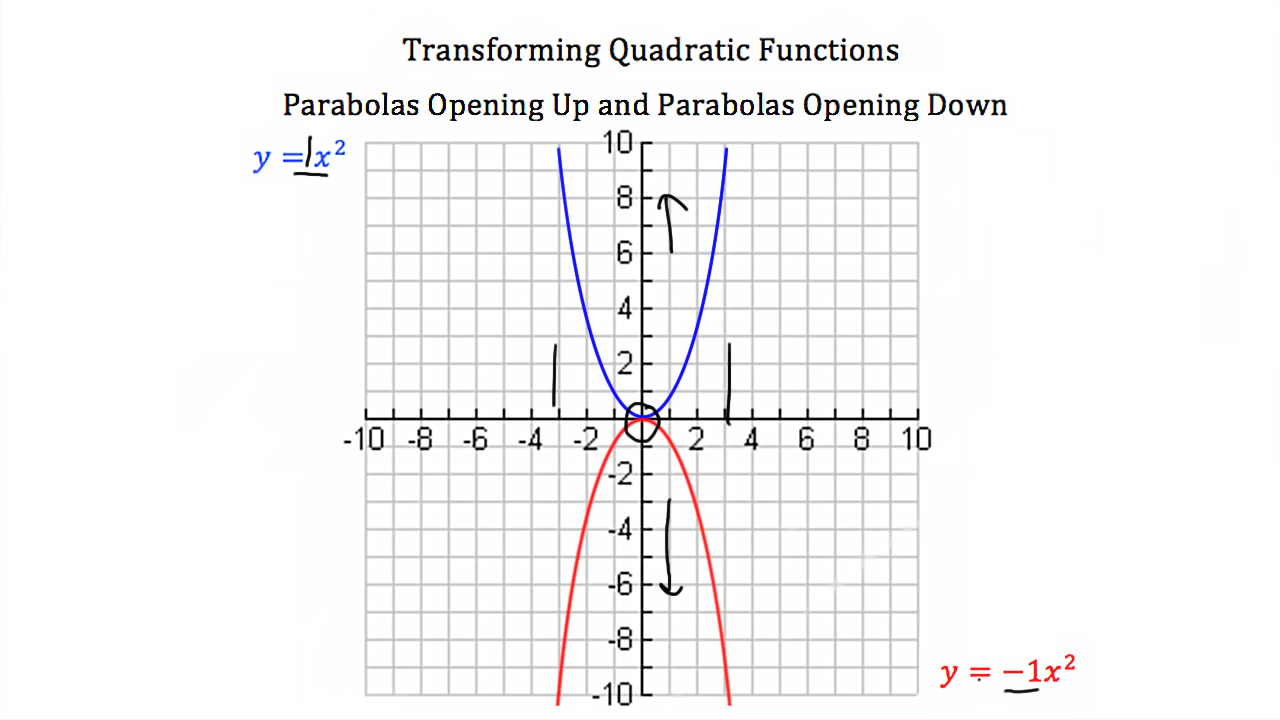 Transforming Quadratic Functions
Parabolas Opening Up and Parabolas Opening Down
y = 1x²
10
8
6
4
2
-10 -8 -6 -4 -2 2 4 6 8 10
-2
-4
-6
-8
-10
y = −1x²